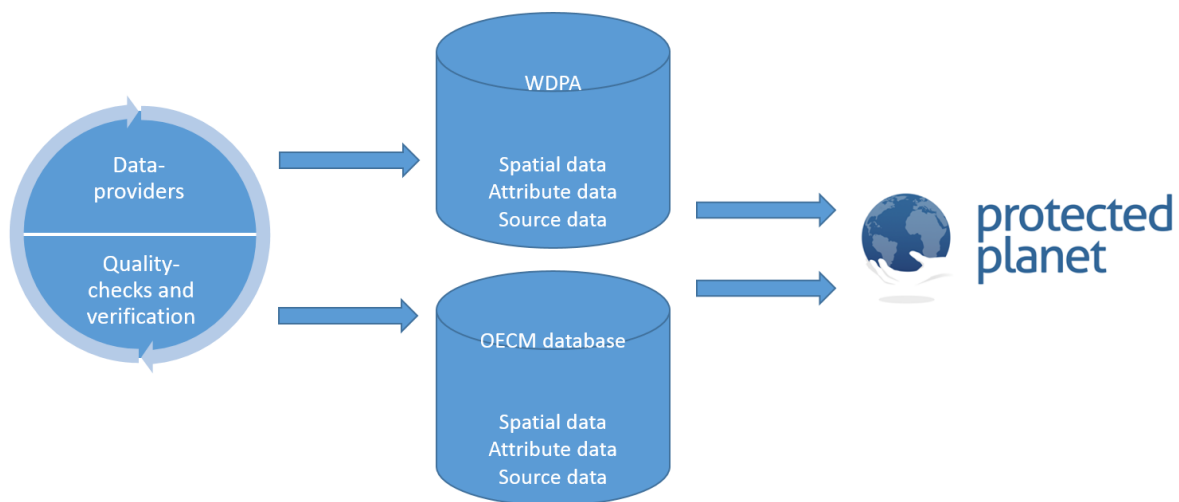 Data-
providers
Quality-
checks and
verification
WDPA
Spatial data
Attribute data
Source data
OECM database
Spatial data
Attribute data
Source data
protected
planet